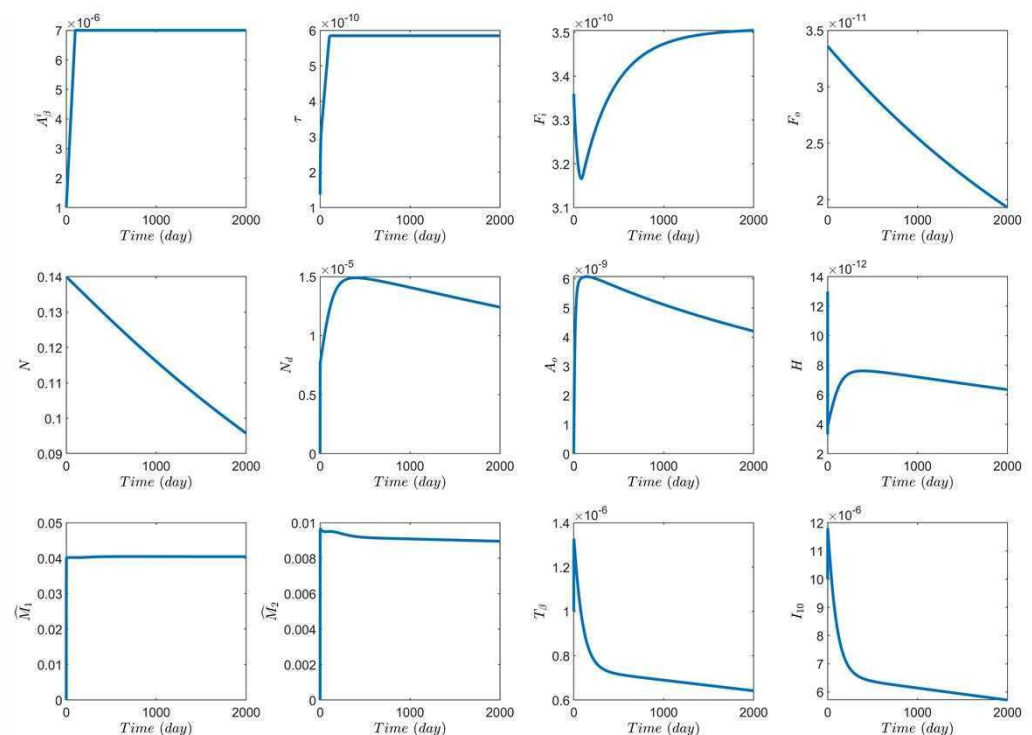 ×10⁻⁶ ×10⁻¹⁰ ×10⁻¹⁰ ×10⁻¹¹
7 6 3.5 3.5
6 5 3.4 3
5 4 3.3 2.5
4 3 3.2 2
3 2 3.1
2 1
1
A_β^i τ F_i F_o
0 1000 2000 0 1000 2000 0 1000 2000 0 1000 2000
Time (day) Time (day) Time (day) Time (day)
×10⁻⁵ ×10⁻⁹ ×10⁻¹²
0.14 1.5 6 14
0.13 1 5 12
0.12 0.5 4 10
0.11 0 3 8
0.1 2 6
0.09 1 4
0 2
N N_d A_o H
0 1000 2000 0 1000 2000 0 1000 2000 0 1000 2000
Time (day) Time (day) Time (day) Time (day)
×10⁻⁶ ×10⁻⁶
0.05 0.01 1.4 12
0.04 0.008 1.2 11
0.03 0.006 1 10
0.02 0.004 0.8 9
0.01 0.002 0.6 8
0 0 7
6
M̂₁ M̂₂ T_β I₁₀
0 1000 2000 0 1000 2000 0 1000 2000 0 1000 2000
Time (day) Time (day) Time (day) Time (day)